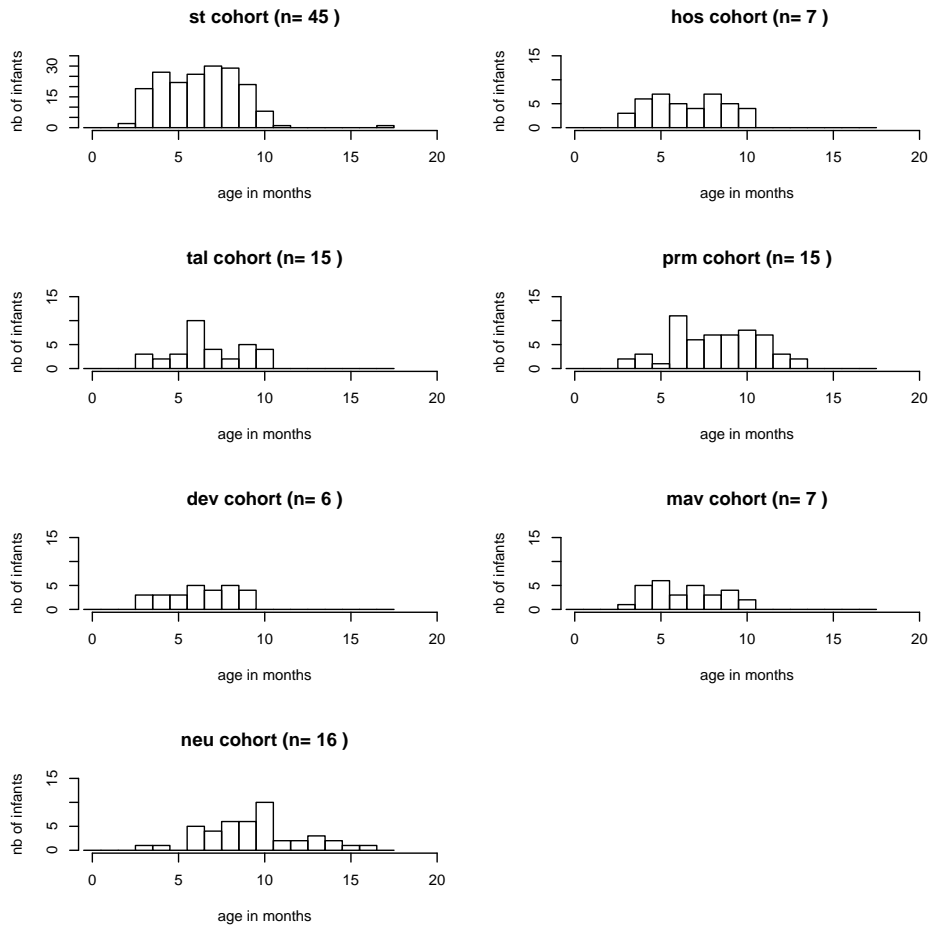 st cohort (n= 45 )
nb of infants
0 15 30
0 5 10 15 20
age in months
hos cohort (n= 7 )
nb of infants
0 5 15
0 5 10 15 20
age in months
tal cohort (n= 15 )
nb of infants
0 5 15
0 5 10 15 20
age in months
prm cohort (n= 15 )
nb of infants
0 5 15
0 5 10 15 20
age in months
dev cohort (n= 6 )
nb of infants
0 5 15
0 5 10 15 20
age in months
mav cohort (n= 7 )
nb of infants
0 5 15
0 5 10 15 20
age in months
neu cohort (n= 16 )
nb of infants
0 5 15
0 5 10 15 20
age in months